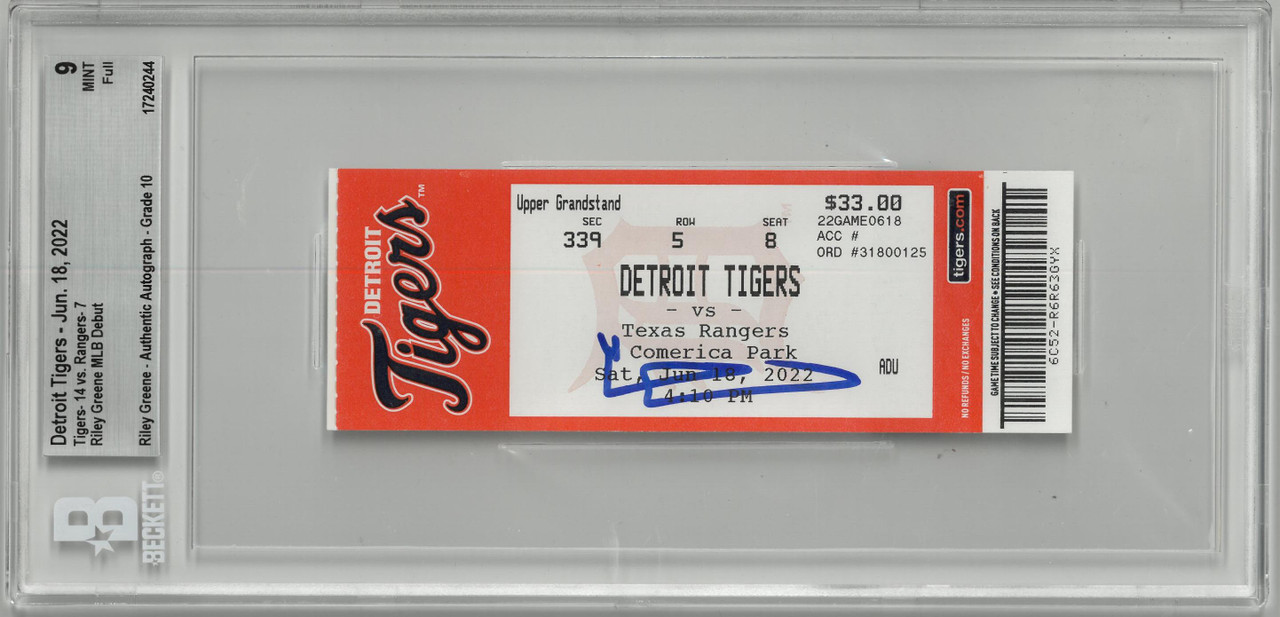 9
MINT
Full
17240244
Detroit Tigers - Jun. 18, 2022
Tigers- 14 vs. Rangers- 7
Riley Greene MLB Debut
Riley Greene - Authentic Autograph - Grade 10
B
BECKETT®
DETROIT
Tigers™
Upper Grandstand
$33.00
SEC ROW SEAT
339 5 8
22GAME0618
ACC #
ORD #31800125
DETROIT TIGERS
- vs -
Texas Rangers
Comerica Park
Sat, Jun 18, 2022
4:10 PM
ADU
tigers.com
NO REFUNDS / NO EXCHANGES
GAME TIME SUBJECT TO CHANGE • SEE CONDITIONS ON BACK
6C52-R6R63GYX